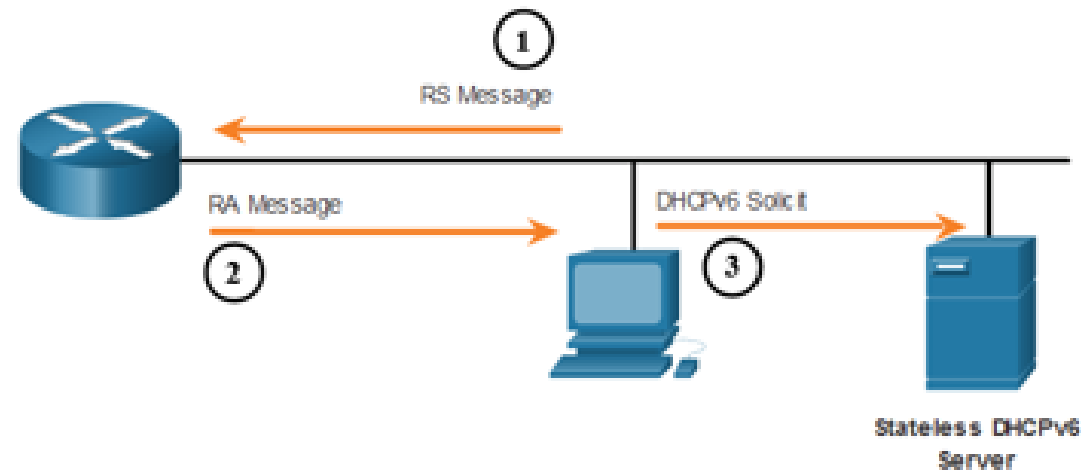 1
RS Message
RA Message
DHCPv6 Solicit
2
3
Stateless DHCPv6
Server